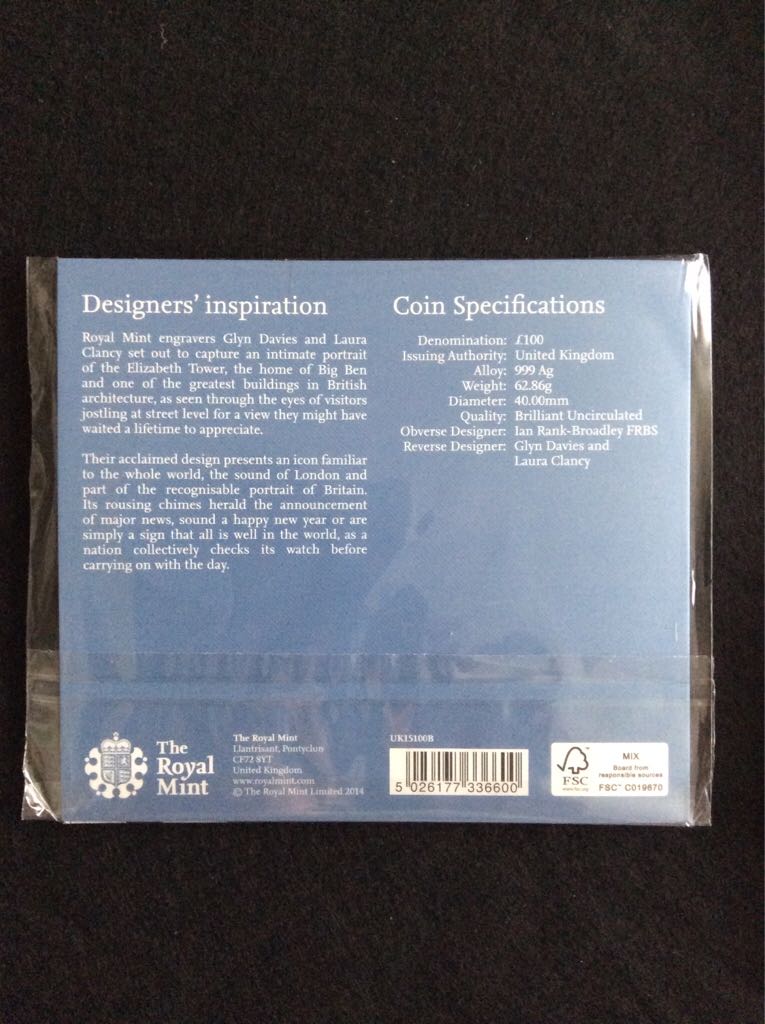 Designers' inspiration
Royal Mint engravers Glyn Davies and Laura
Clancy set out to capture an intimate portrait
of the Elizabeth Tower, the home of Big Ben
and one of the greatest buildings in British
architecture, as seen through the eyes of visitors
jostling at street level for a view they might have
waited a lifetime to appreciate.
Their acclaimed design presents an icon familiar
to the whole world, the sound of London and
part of the recognisable portrait of Britain.
Its rousing chimes herald the announcement
of major news, sound a happy new year or are
simply a sign that all is well in the world, as a
nation collectively checks its watch before
carrying on with the day.
Coin Specifications
Denomination: £100
Issuing Authority: United Kingdom
Alloy: 999 Ag
Weight: 62.86g
Diameter: 40.00mm
Quality: Brilliant Uncirculated
Obverse Designer: Ian Rank-Broadley FRBS
Reverse Designer: Glyn Davies and
Laura Clancy
The
Royal
Mint
The Royal Mint
Llantrisant, Pontyclun
CF72 8YT
United Kingdom
www.royalmint.com
© The Royal Mint Limited 2014
UK15100B
5 026177 336600
FSC
www.fsc.org
MIX
Board from
responsible sources
FSC™ C019670